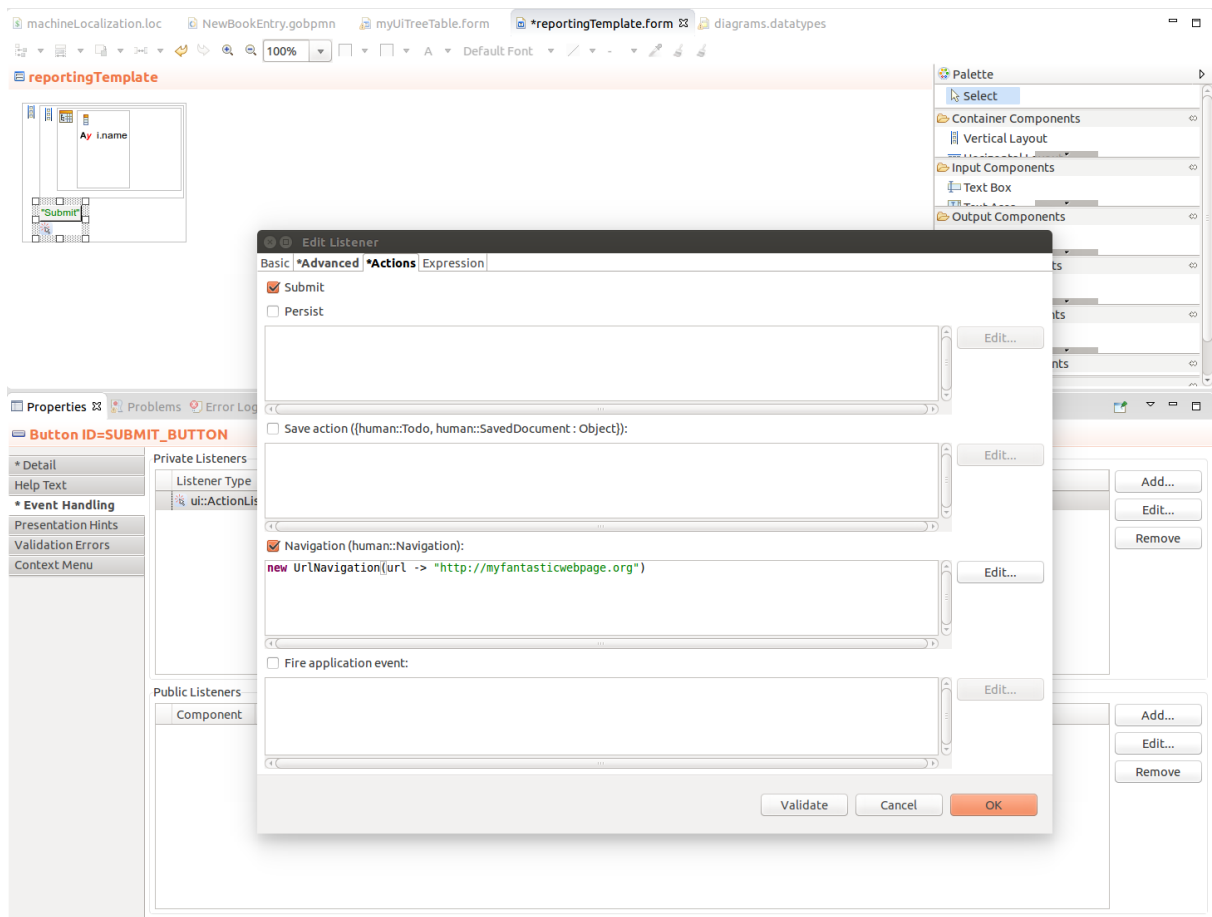 machineLocalization.loc NewBookEntry.gobpmn myUiTreeTable.form *reportingTemplate.form diagrams.datatypes
100% A Default Font
reportingTemplate
Palette
Select
Container Components
Vertical Layout
Input Components
Text Box
Output Components
Ay i.name
"Submit"
Edit Listener
Basic *Advanced *Actions Expression
Submit
Persist
Edit...
Save action ({human::Todo, human::SavedDocument : Object}):
Edit...
Navigation (human::Navigation):
new UrlNavigation(url -> "http://myfantasticwebpage.org")
Edit...
Fire application event:
Edit...
Validate Cancel OK
ts
nts
nts
Properties Problems Error Log
Button ID=SUBMIT_BUTTON
* Detail
Help Text
* Event Handling
Presentation Hints
Validation Errors
Context Menu
Private Listeners
Listener Type
ui::ActionLis
Add...
Edit...
Remove
Public Listeners
Component
Add...
Edit...
Remove